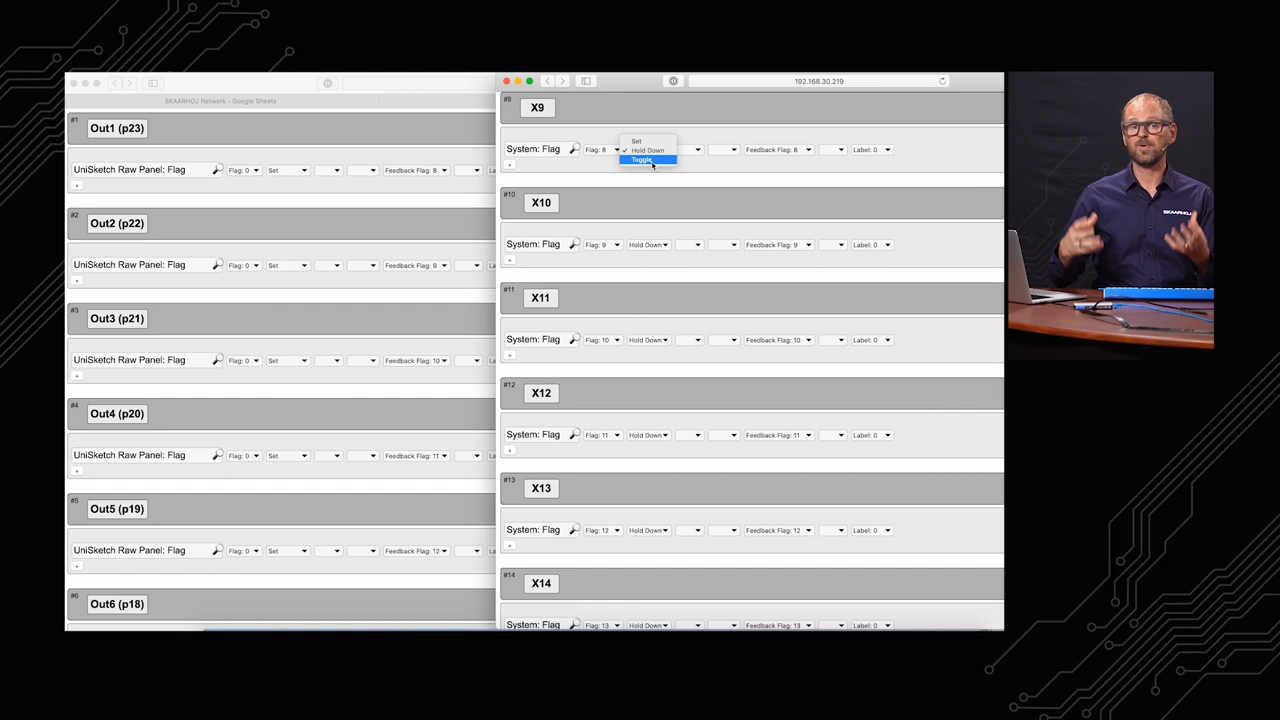 SKAARHOJ Network - Google Sheets
#1 Out1 (p23)
UniSketch Raw Panel: Flag Flag: 0 Set Feedback Flag: 8
+
#2 Out2 (p22)
UniSketch Raw Panel: Flag Flag: 0 Set Feedback Flag: 9
+
#3 Out3 (p21)
UniSketch Raw Panel: Flag Flag: 0 Set Feedback Flag: 10
+
#4 Out4 (p20)
UniSketch Raw Panel: Flag Flag: 0 Set Feedback Flag: 11
+
#5 Out5 (p19)
UniSketch Raw Panel: Flag Flag: 0 Set Feedback Flag: 12
+
#6 Out6 (p18)
192.168.30.219
#9 X9
Set
System: Flag Flag: 8 ✓ Hold Down Feedback Flag: 8 Label: 0
Toggle
+
#10 X10
System: Flag Flag: 9 Hold Down Feedback Flag: 9 Label: 0
+
#11 X11
System: Flag Flag: 10 Hold Down Feedback Flag: 10 Label: 0
+
#12 X12
System: Flag Flag: 11 Hold Down Feedback Flag: 11 Label: 0
+
#13 X13
System: Flag Flag: 12 Hold Down Feedback Flag: 12 Label: 0
+
#14 X14
System: Flag Flag: 13 Hold Down Feedback Flag: 13 Label: 0
SKAARHOJ